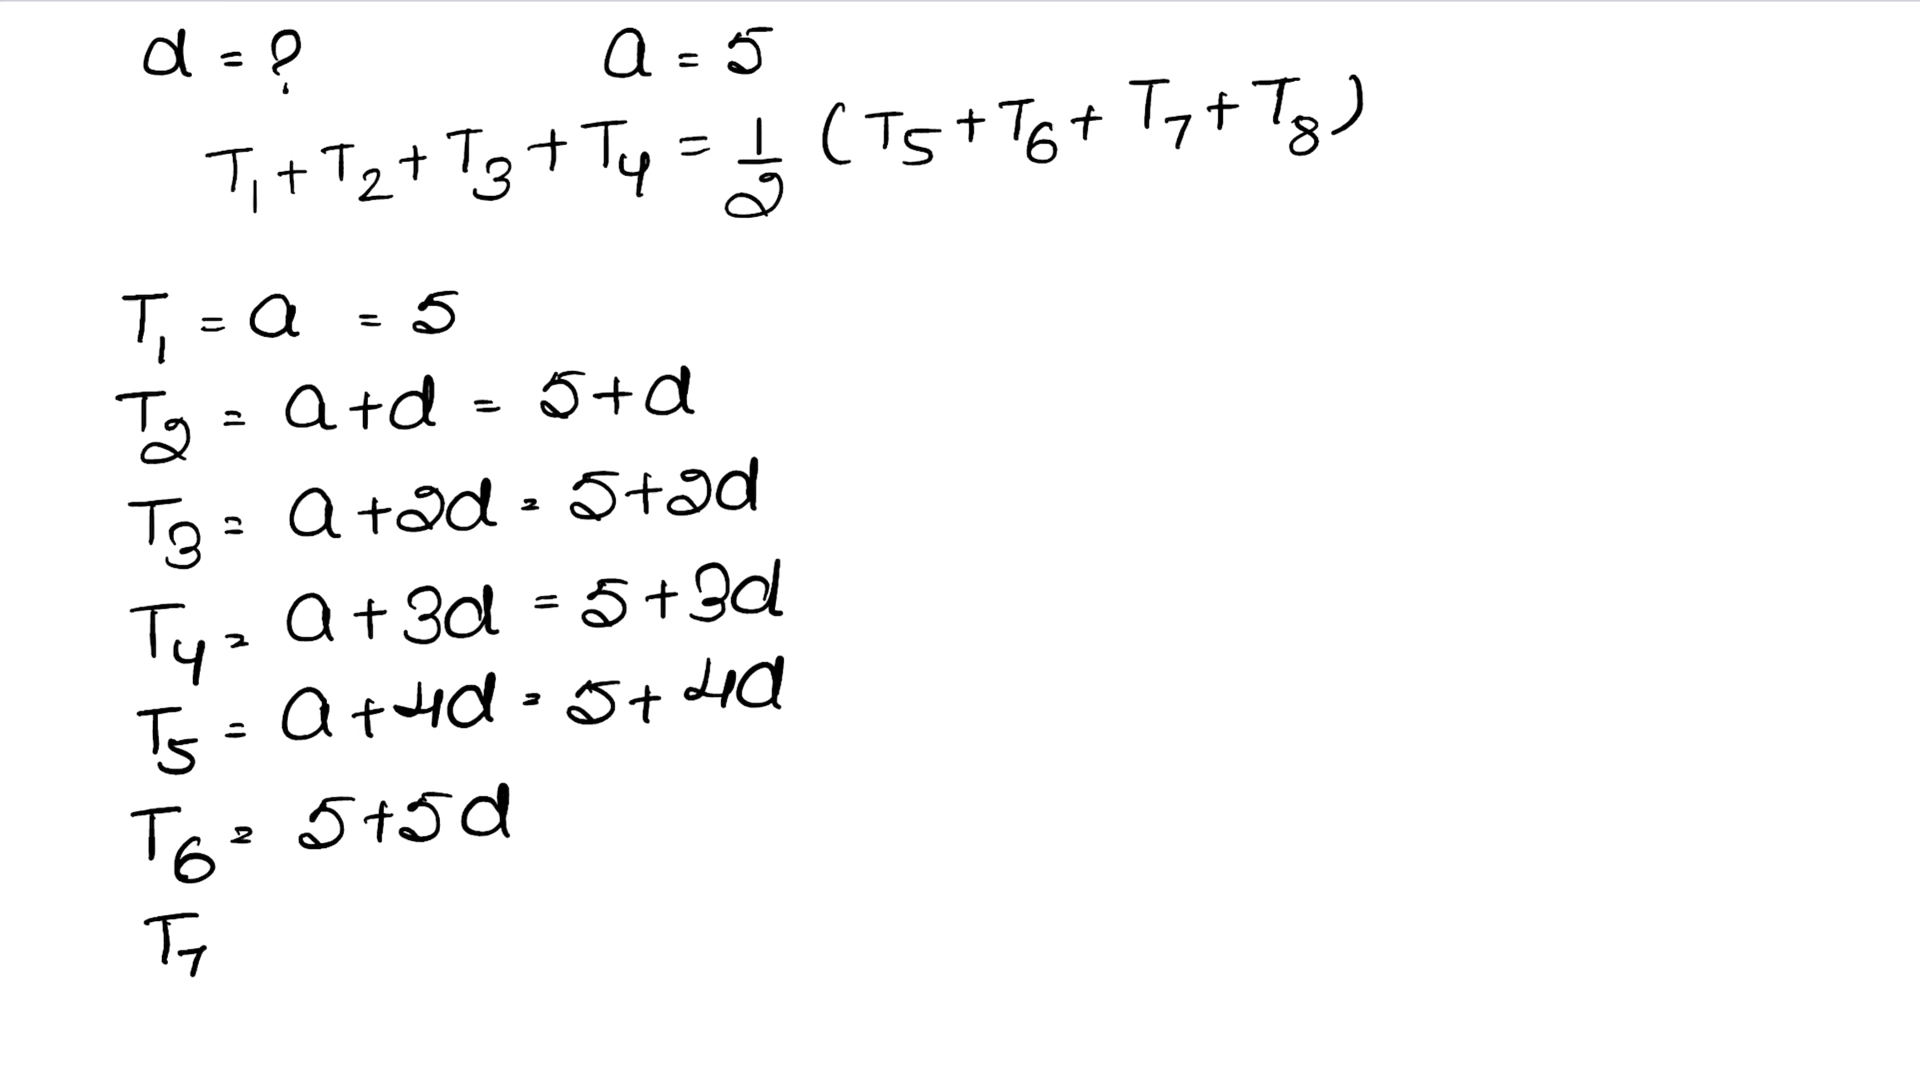 d = ? a = 5
T₁ + T₂ + T₃ + T₄ = 1/2 (T₅ + T₆ + T₇ + T₈)
T₁ = a = 5
T₂ = a + d = 5 + d
T₃ = a + 2d = 5 + 2d
T₄ = a + 3d = 5 + 3d
T₅ = a + 4d = 5 + 4d
T₆ = 5 + 5d
T₇